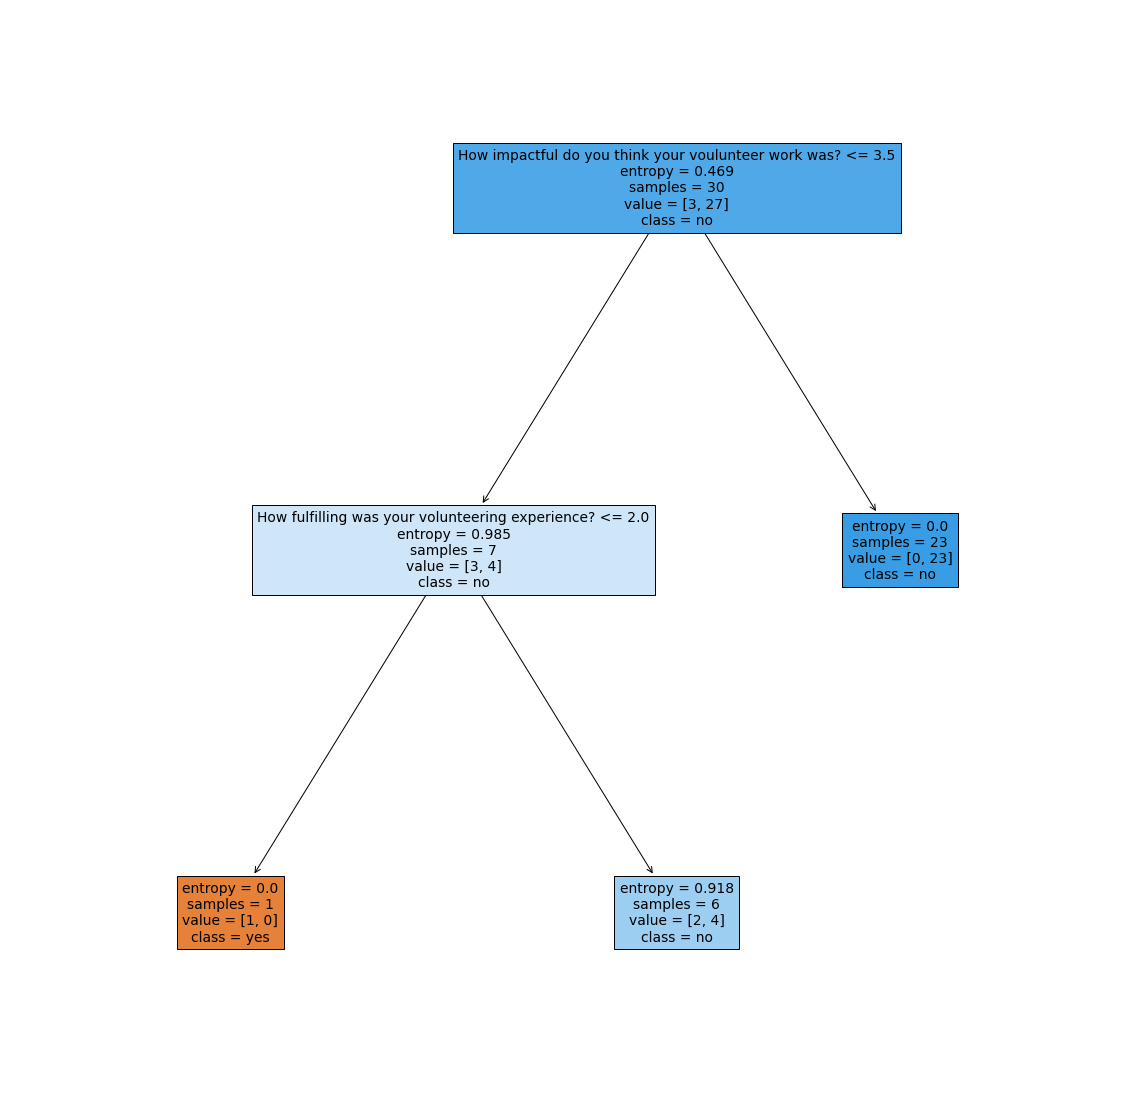 How impactful do you think your voulunteer work was? <= 3.5
entropy = 0.469
samples = 30
value = [3, 27]
class = no
How fulfilling was your volunteering experience? <= 2.0
entropy = 0.985
samples = 7
value = [3, 4]
class = no
entropy = 0.0
samples = 23
value = [0, 23]
class = no
entropy = 0.0
samples = 1
value = [1, 0]
class = yes
entropy = 0.918
samples = 6
value = [2, 4]
class = no